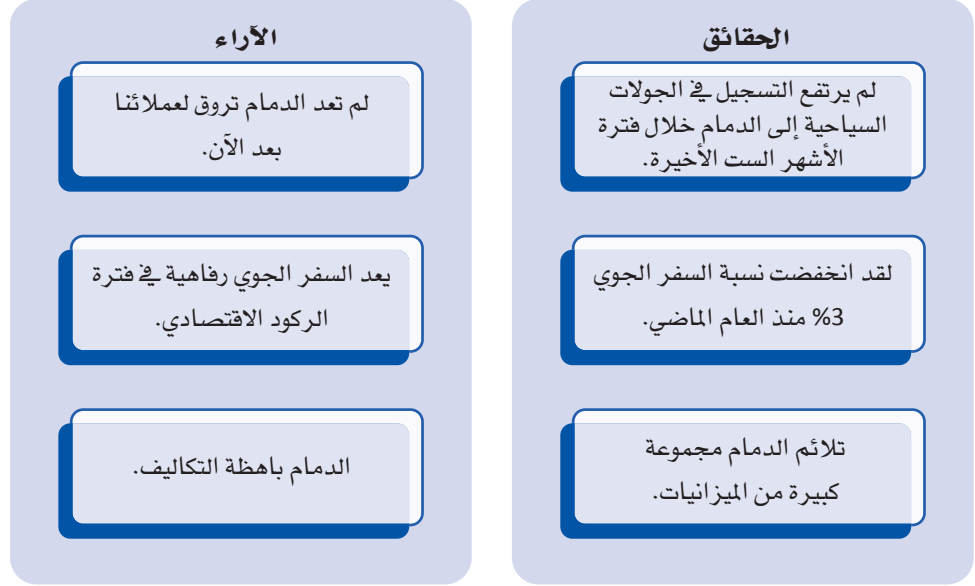 الحقائق
لم يرتفع التسجيل في الجولات
السياحية إلى الدمام خلال فترة
الأشهر الست الأخيرة.
لقد انخفضت نسبة السفر الجوي
3% منذ العام الماضي.
تلائم الدمام مجموعة
كبيرة من الميزانيات.
الآراء
لم تعد الدمام تروق لعملائنا
بعد الآن.
يعد السفر الجوي رفاهية في فترة
الركود الاقتصادي.
الدمام باهظة التكاليف.